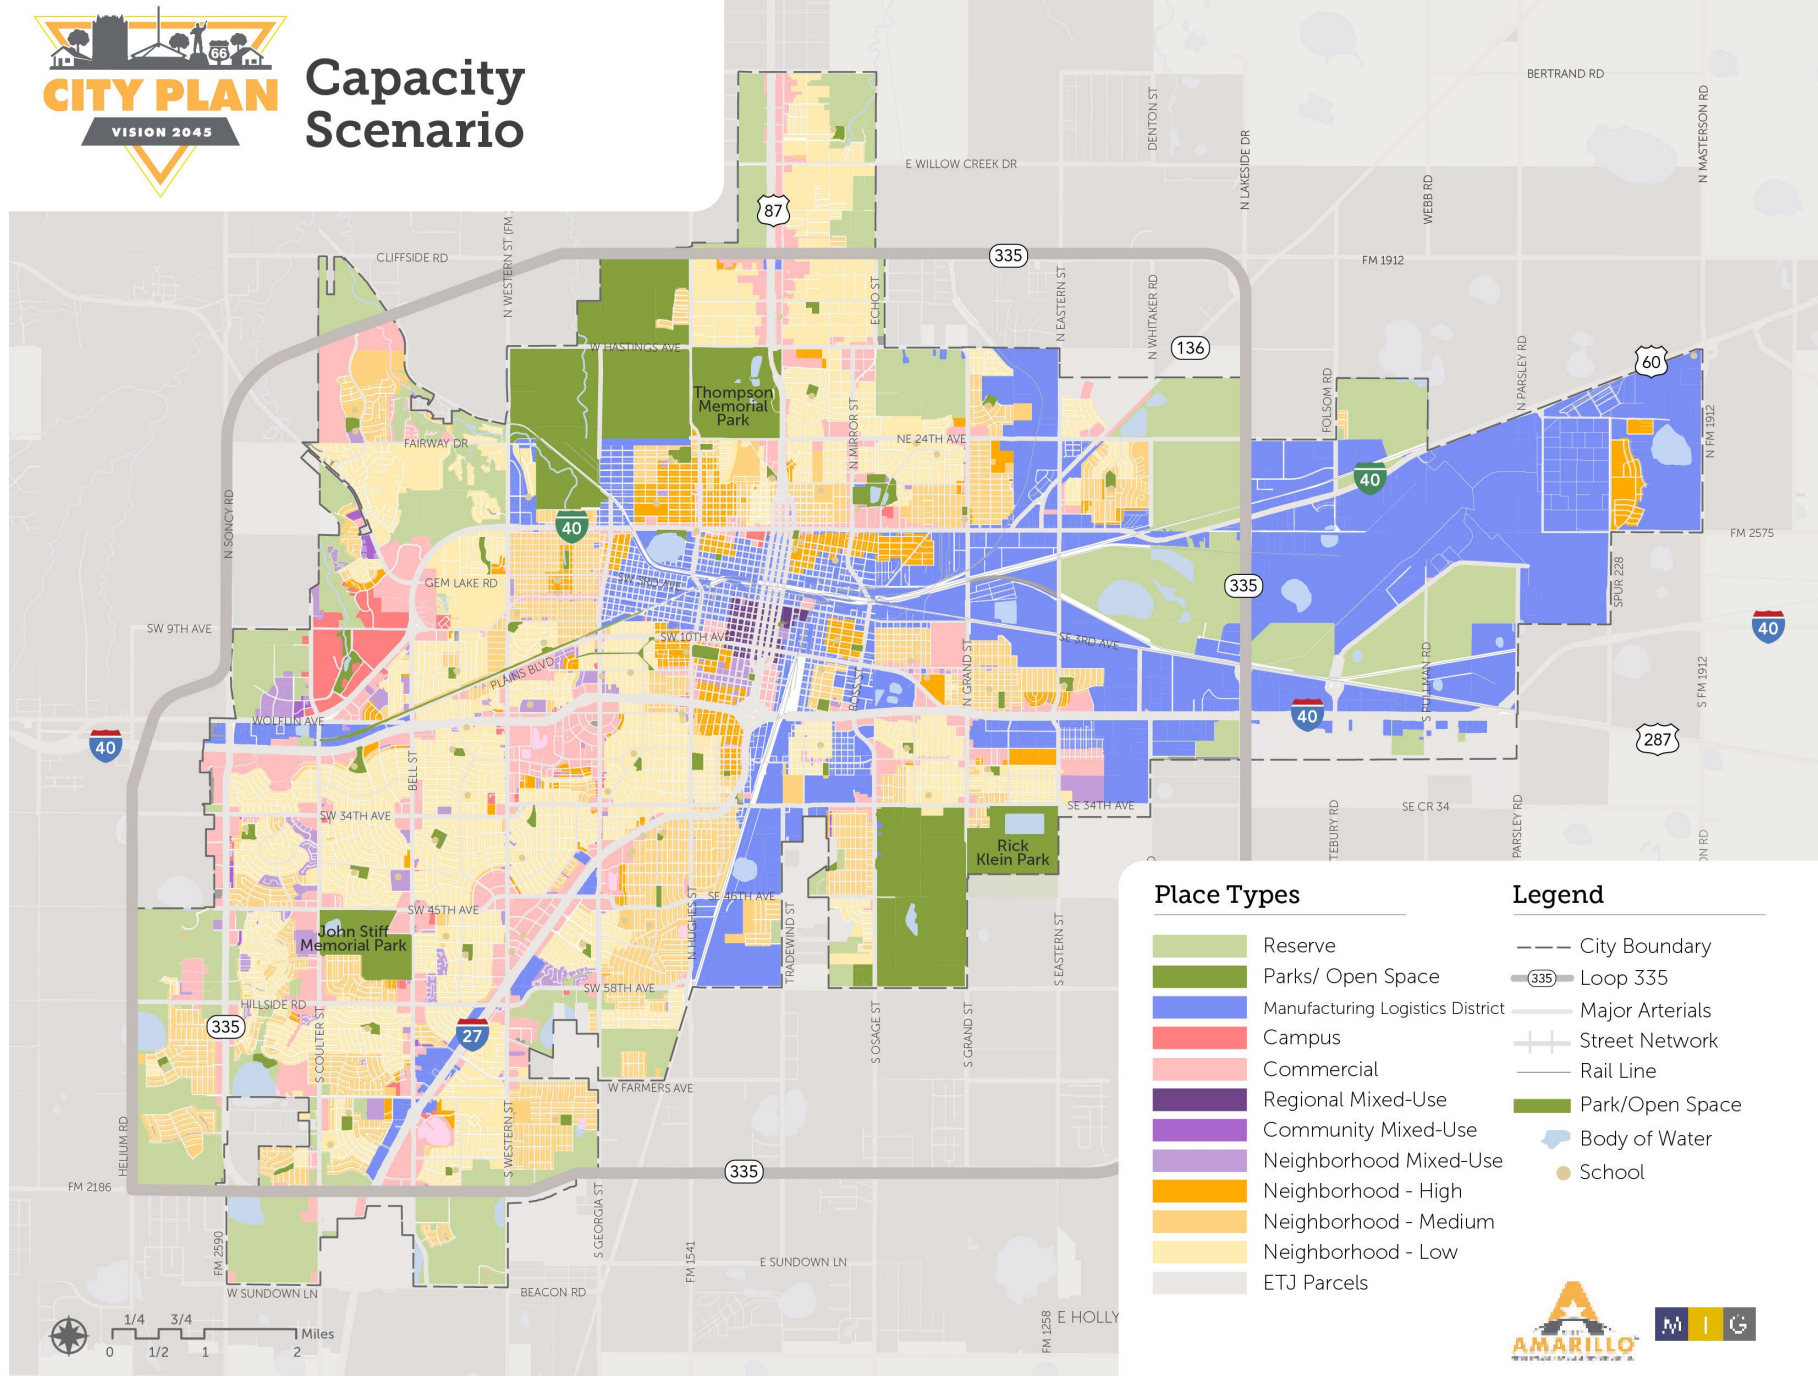 66
CITY PLAN
VISION 2045
Capacity
Scenario
BERTRAND RD
DENTON ST
N LAKESIDE DR
N MASTERSON RD
E WILLOW CREEK DR
WEBB RD
87
N WESTERN ST (FM
CLIFFSIDE RD
335
FM 1912
ECHO ST
N EASTERN ST
N WHITAKER RD
136
N PARSLEY RD
60
W HASTINGS AVE
Thompson
Memorial
Park
FOLSOM RD
N MIRROR ST
N FM 1912
FAIRWAY DR
NE 24TH AVE
40
N SONCY RD
40
FM 2575
GEM LAKE RD
SW 3RD AVE
335
SPUR 228
SW 9TH AVE
SW 10TH AVE
SE 3RD AVE
40
PLAINS BLVD
N GRAND ST
S PULLMAN RD
S FM 1912
ROSS ST
WOLFLIN AVE
40
40
287
BELL ST
SW 34TH AVE
SE 34TH AVE
SE CR 34
TEBURY RD
PARSLEY RD
ON RD
Rick
Klein Park
SE 46TH AVE
SW 45TH AVE
N HUGHES ST
TRADEWIND ST
S EASTERN ST
John Stiff
Memorial Park
SW 58TH AVE
HILLSIDE RD
335
S COULTER ST
27
S OSAGE ST
S GRAND ST
W FARMERS AVE
HELIUM RD
S WESTERN ST
335
FM 2186
S GEORGIA ST
FM 2590
FM 1541
E SUNDOWN LN
W SUNDOWN LN
BEACON RD
FM 1258
E HOLLY
1/4 3/4
Miles
0 1/2 1 2
Place Types
Reserve
Parks/ Open Space
Manufacturing Logistics District
Campus
Commercial
Regional Mixed-Use
Community Mixed-Use
Neighborhood Mixed-Use
Neighborhood - High
Neighborhood - Medium
Neighborhood - Low
ETJ Parcels
Legend
City Boundary
335 Loop 335
Major Arterials
Street Network
Rail Line
Park/Open Space
Body of Water
School
AMARILLO
M I G